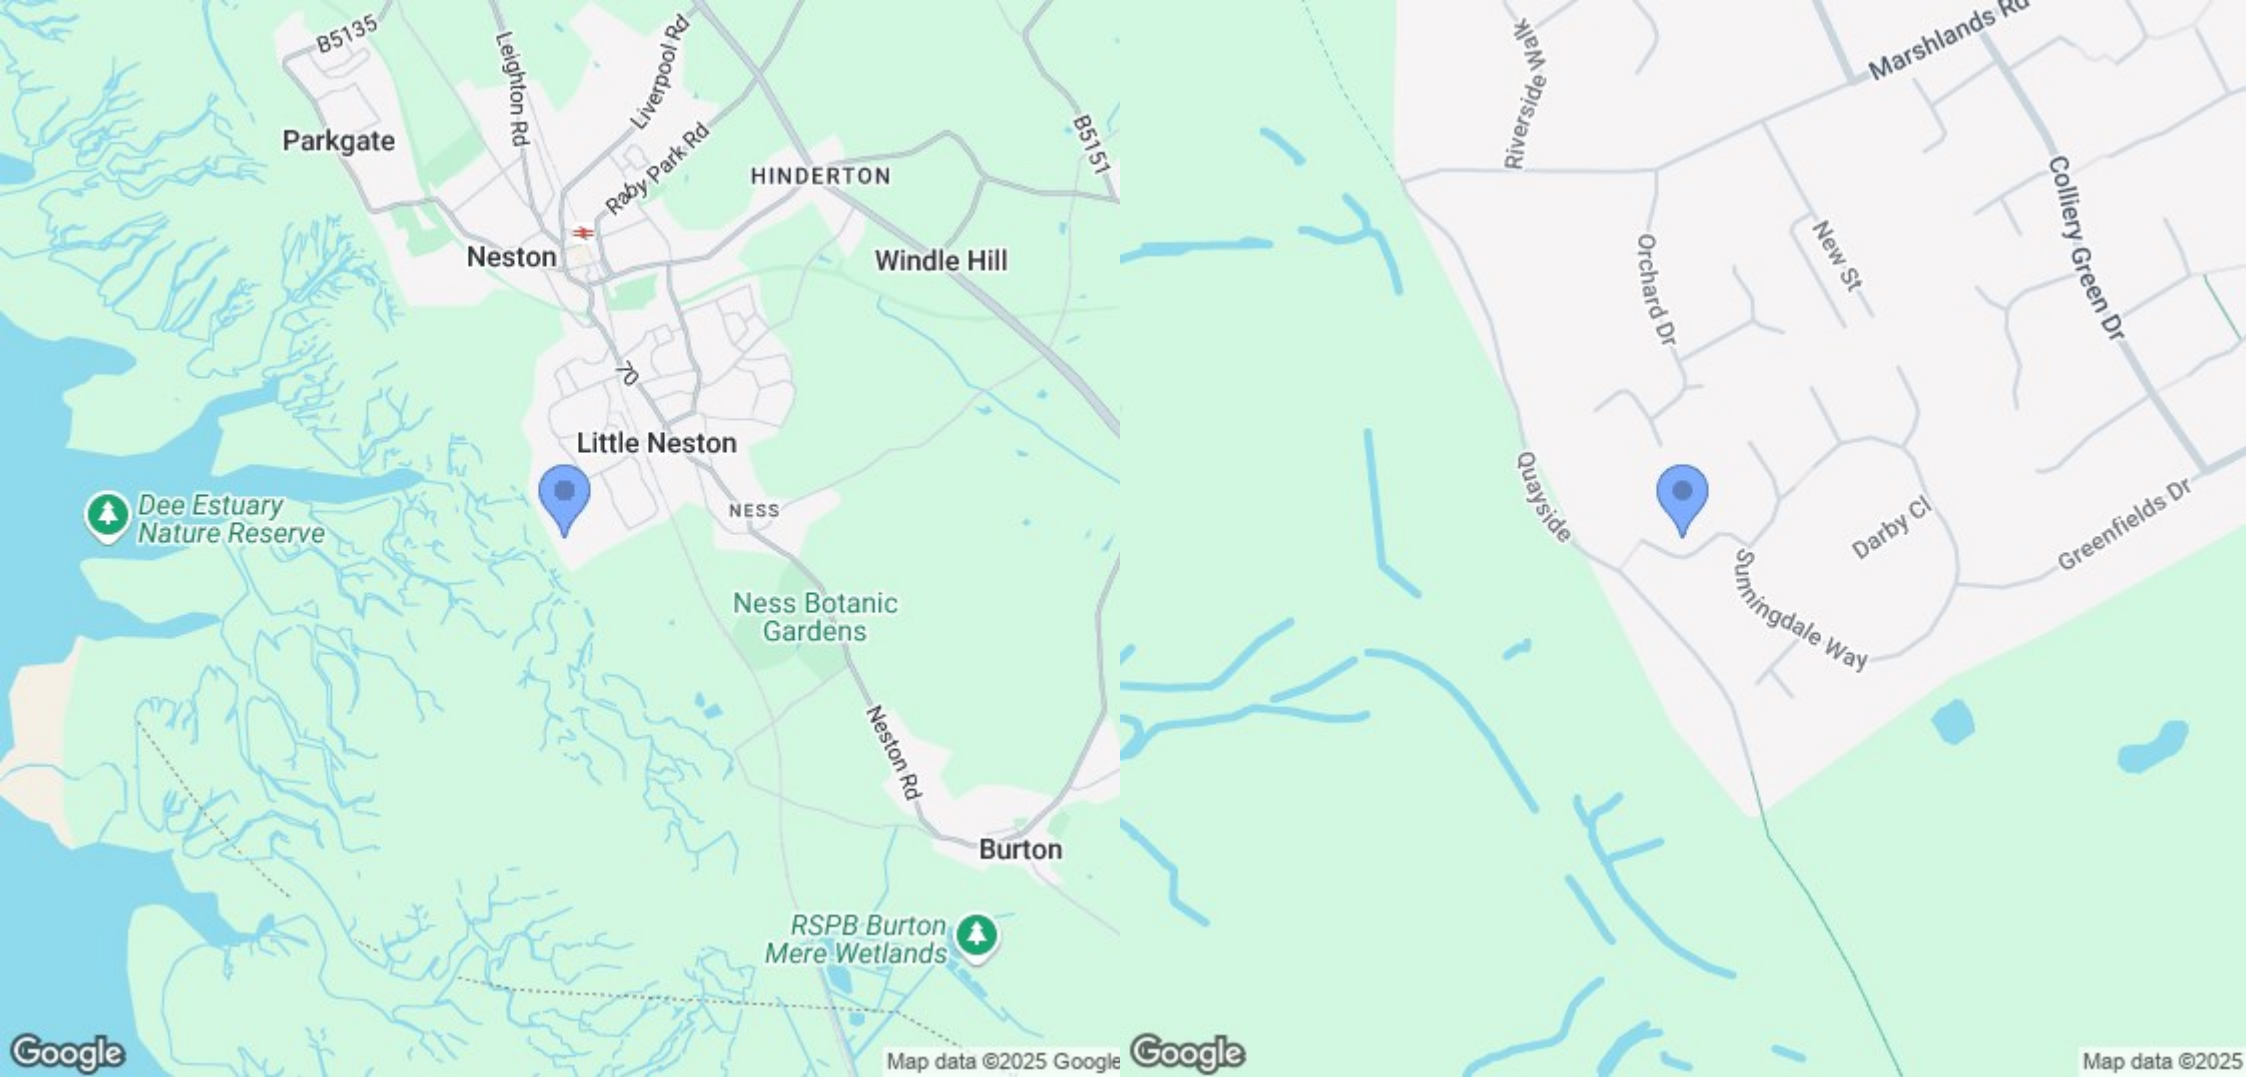 B5135
Leighton Rd
Liverpool Rd
Parkgate
Raby Park Rd
B5151
HINDERTON
Neston
Windle Hill
70
Little Neston
Dee Estuary
Nature Reserve
NESS
Ness Botanic
Gardens
Neston Rd
Burton
RSPB Burton
Mere Wetlands
Google
Map data ©2025 Google
Riverside Walk
Marshlands Rd
Colliery Green Dr
New St
Orchard Dr
Quayside
Darby Cl
Greenfields Dr
Sunningdale Way
Google
Map data ©2025